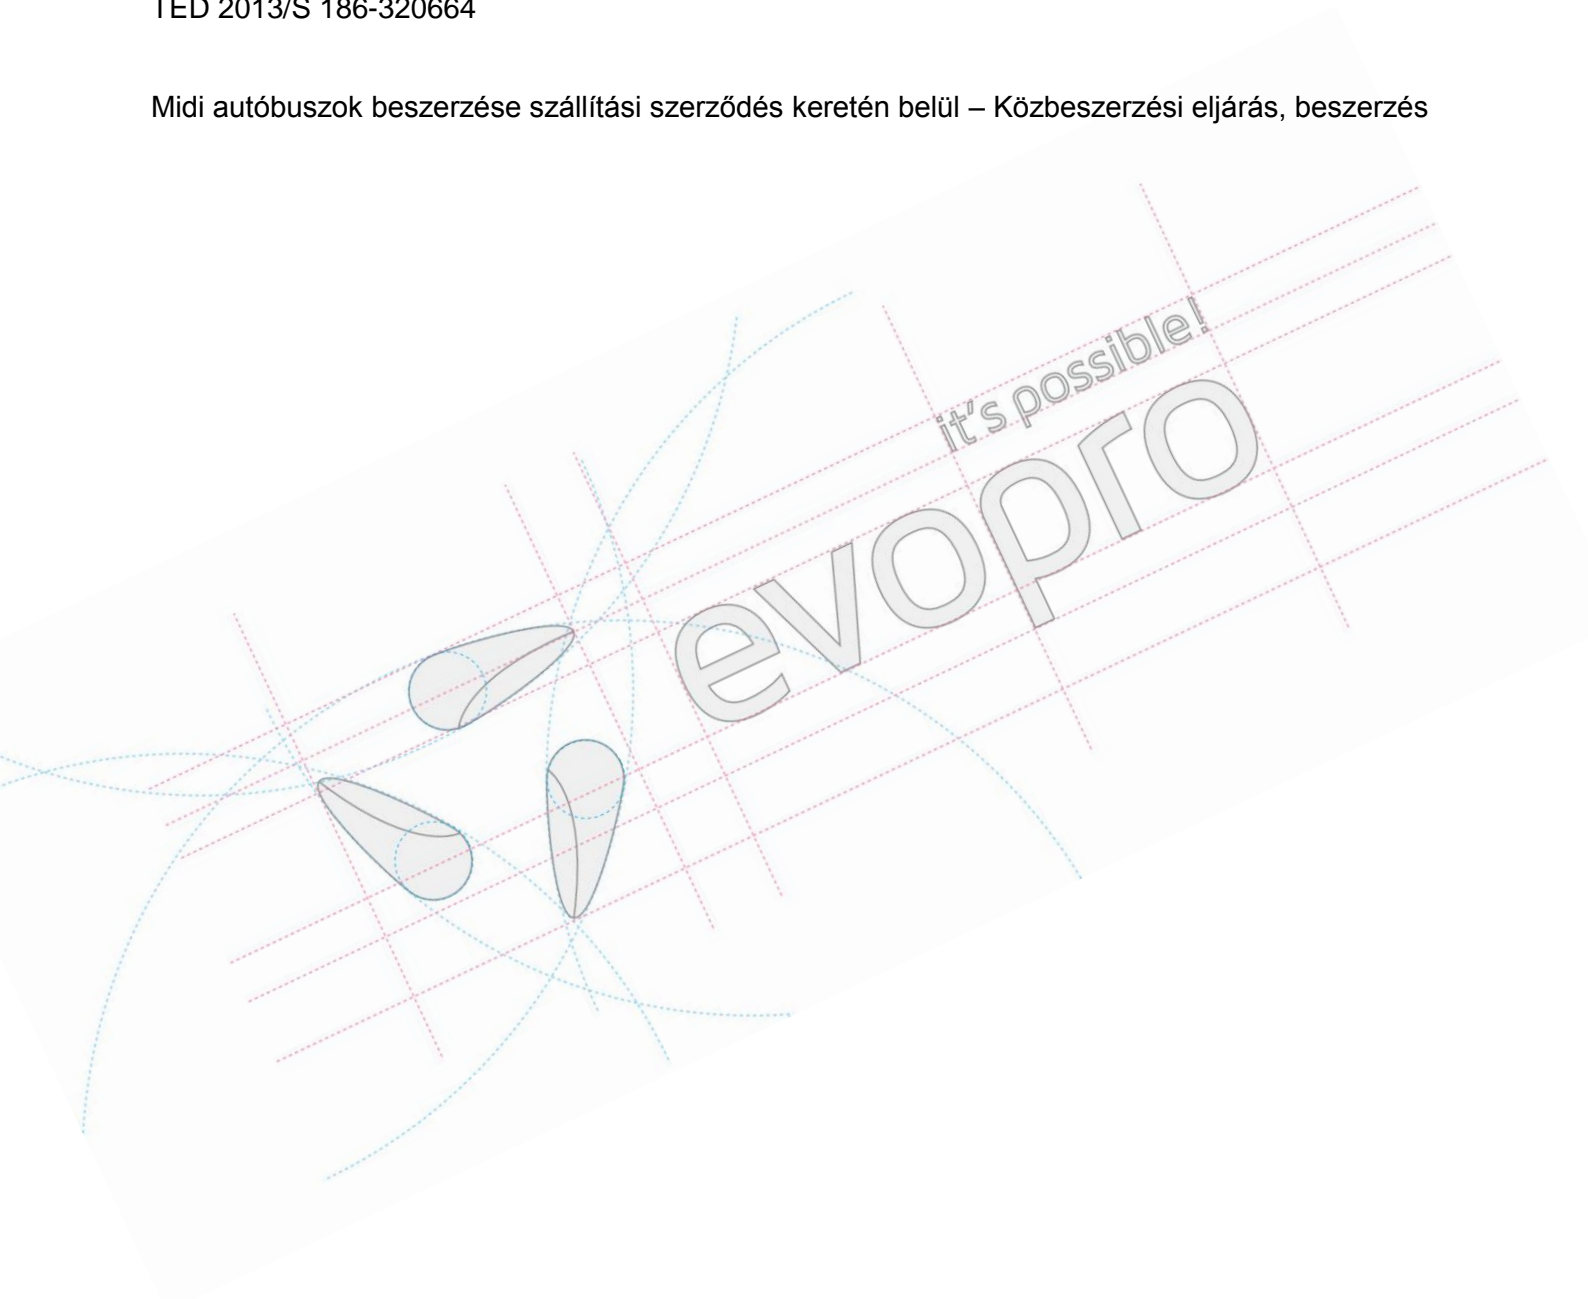 TED 2013/S 186-320664
Midi autóbuszok beszerzése szállítási szerződés keretén belül – Közbeszerzési eljárás, beszerzés
it's possible!
evopro